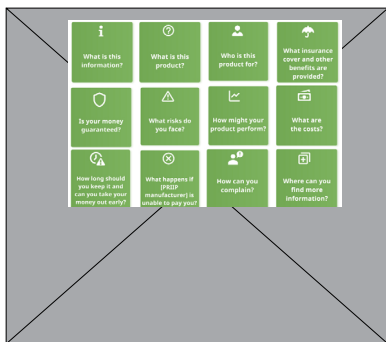 What is this
information?
What is this
product?
Who is this
product for?
What insurance
cover and other
benefits are
provided?
Is your money
guaranteed?
What risks do
you face?
How might your
product perform?
What are
the costs?
How long should
you keep it and
can you take your
money out early?
What happens if
[PRIIP
manufacturer] is
unable to pay you?
How can you
complain?
Where can you
find more
information?